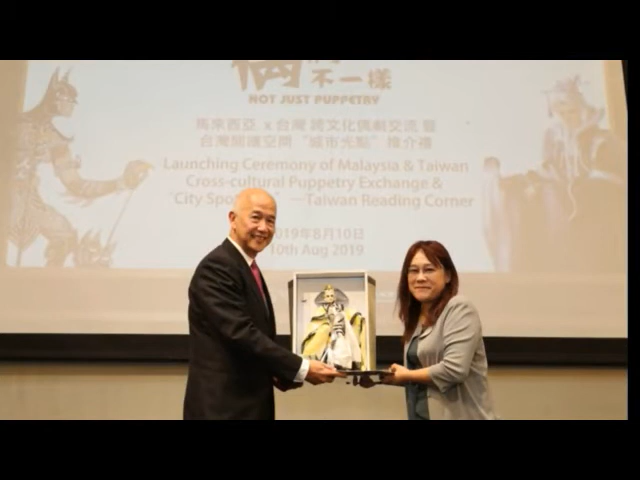 不一樣
NOT JUST PUPPETRY
馬來西亞 x 台灣 跨文化偶戲交流 暨
台灣閱讀空間 "城市光點" 推介禮
Launching Ceremony of Malaysia & Taiwan
Cross-cultural Puppetry Exchange &
"City Spo —Taiwan Reading Corner
2019年8月10日
10th Aug 2019